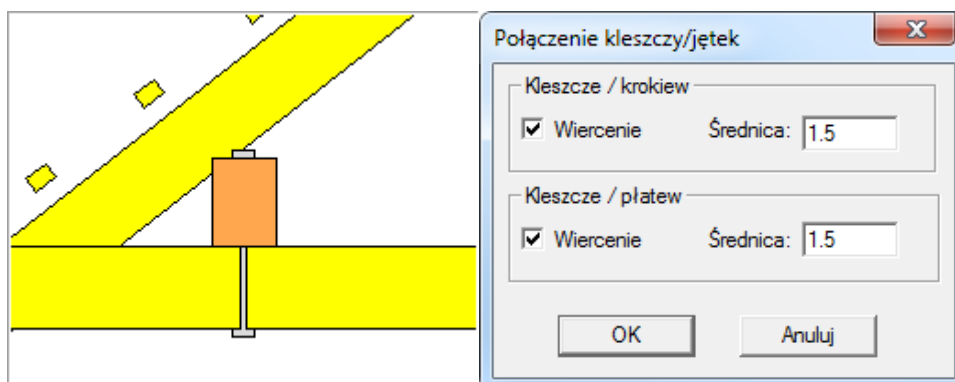 Połączenie kleszczy/jętek
Kleszcze / krokiew
Wiercenie Średnica: 1.5
Kleszcze / płatew
Wiercenie Średnica: 1.5
OK Anuluj